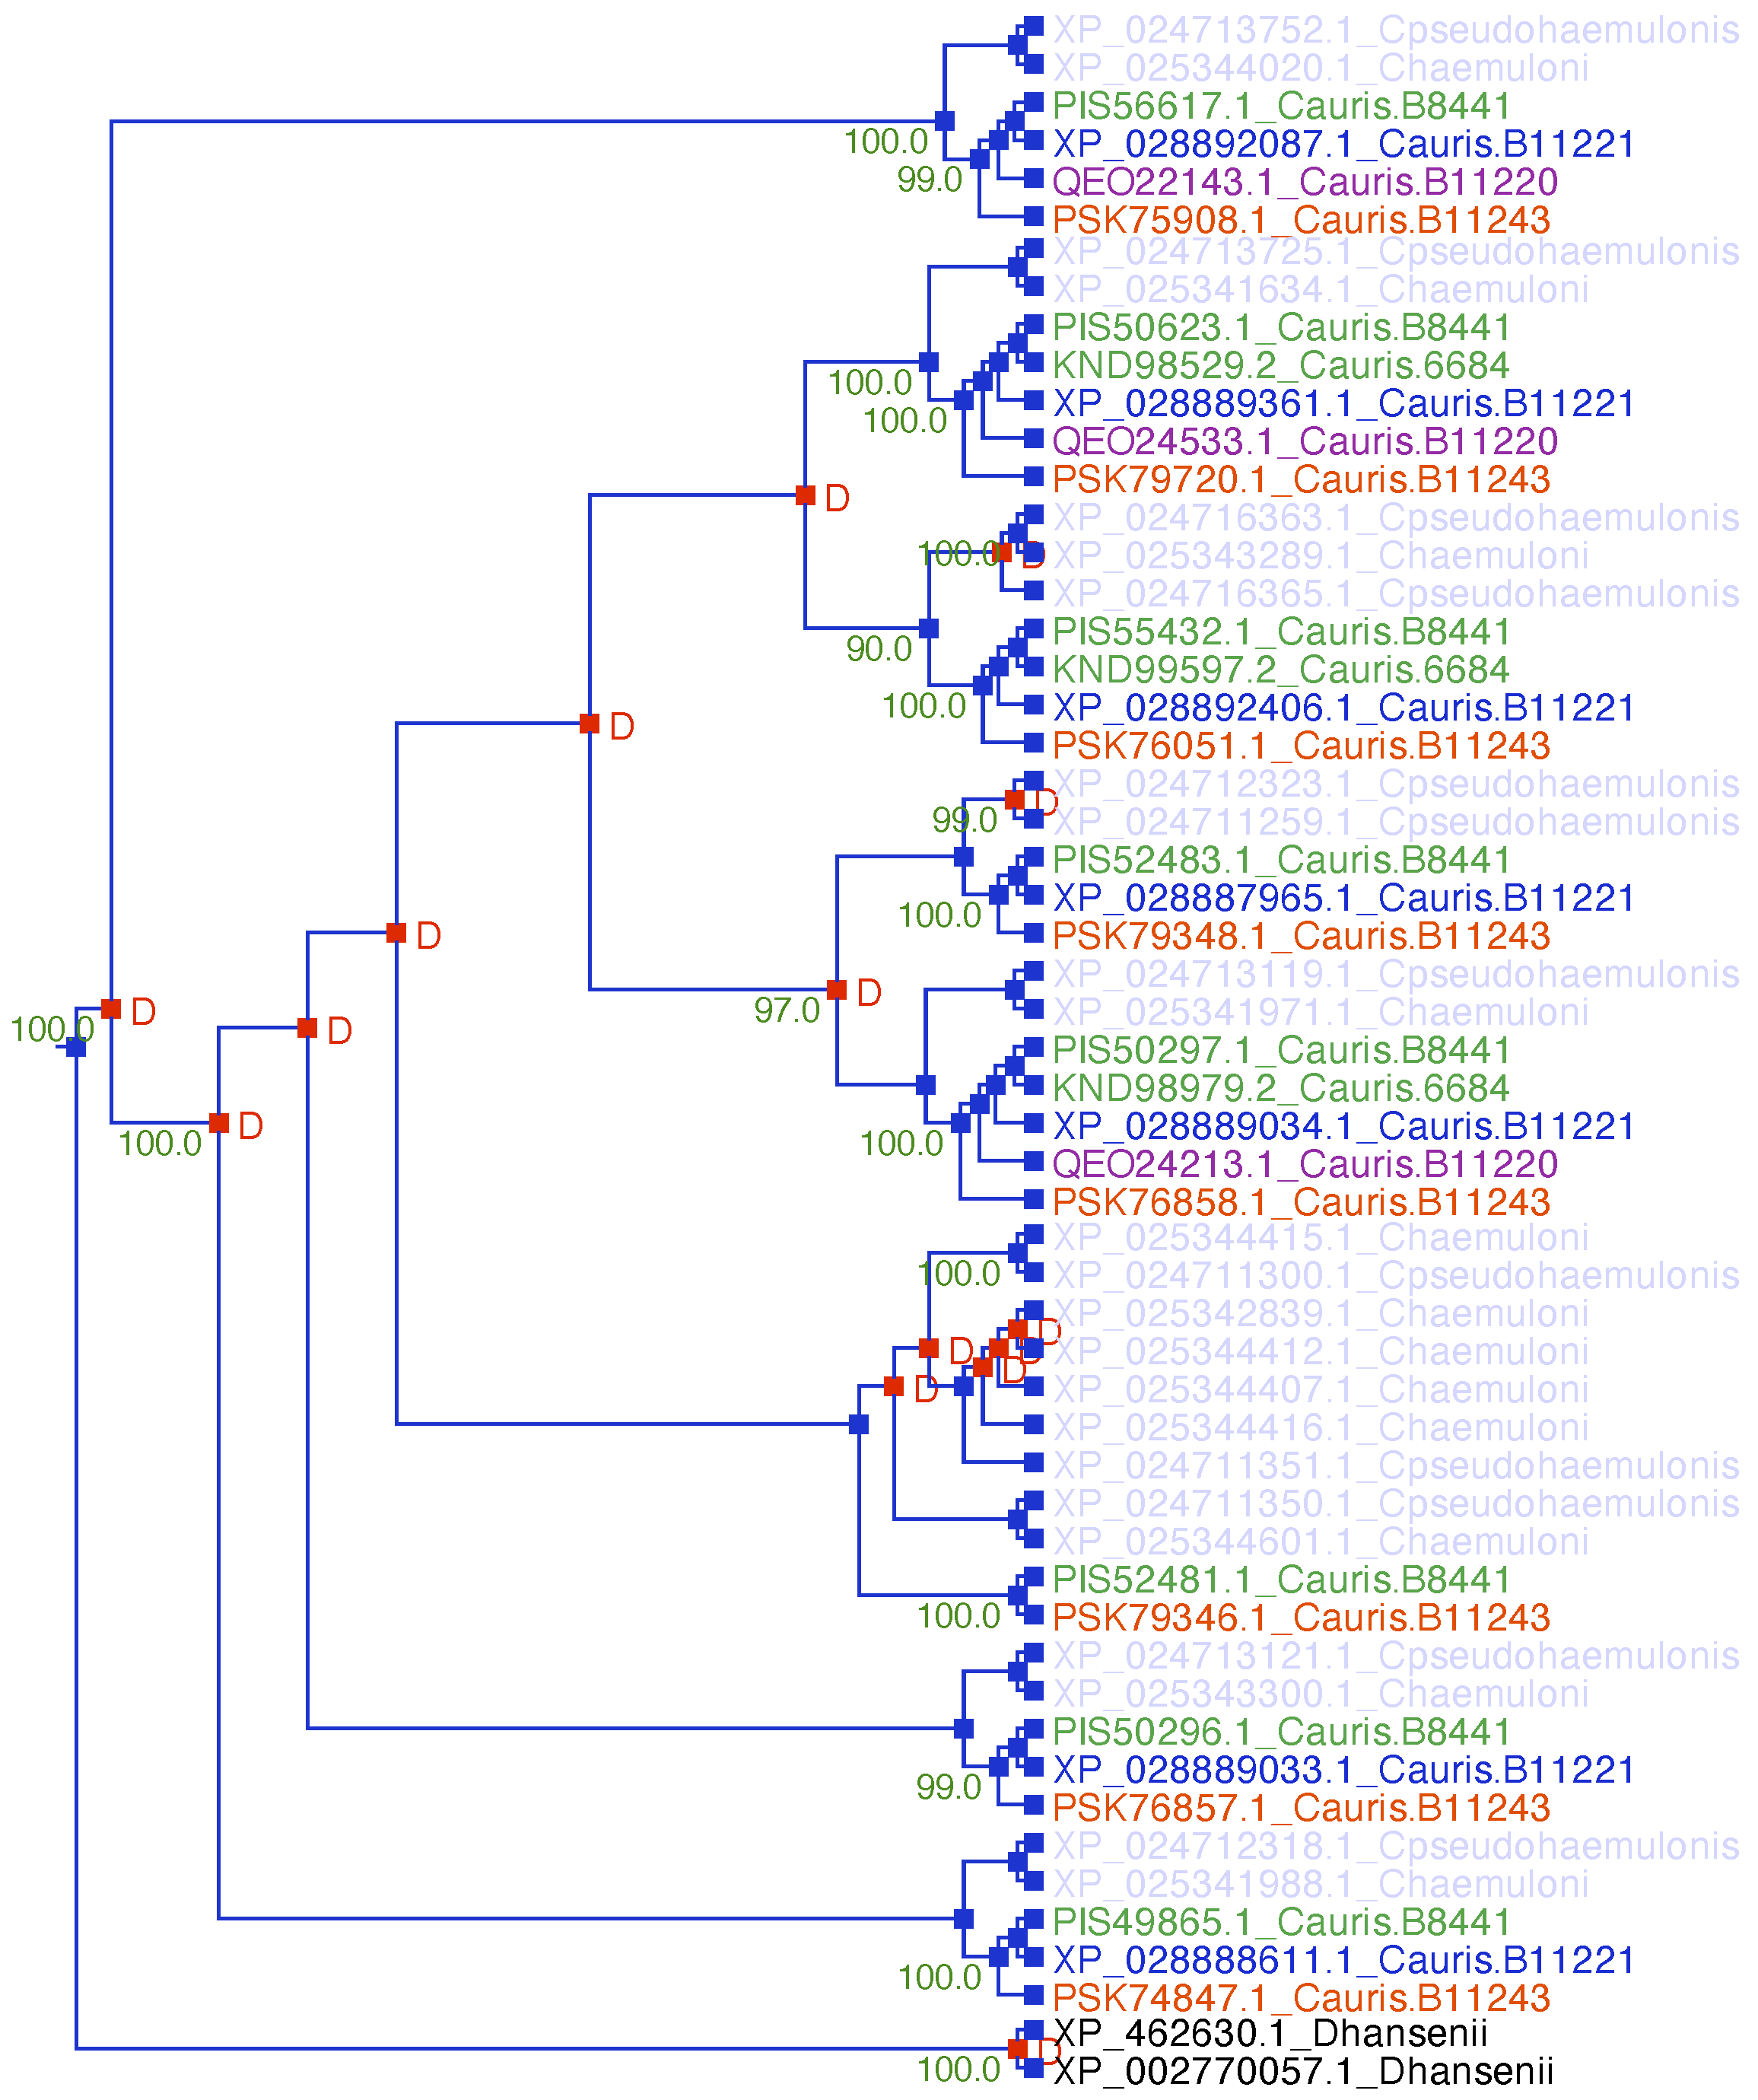 XP_024713752.1_Cpseudohaemulonis
XP_025344020.1_Chaemuloni
PIS56617.1_Cauris.B8441
100.0 XP_028892087.1_Cauris.B11221
99.0 QEO22143.1_Cauris.B11220
PSK75908.1_Cauris.B11243
XP_024713725.1_Cpseudohaemulonis
XP_025341634.1_Chaemuloni
PIS50623.1_Cauris.B8441
100.0 KND98529.2_Cauris.6684
100.0 XP_028889361.1_Cauris.B11221
QEO24533.1_Cauris.B11220
PSK79720.1_Cauris.B11243
D XP_024716363.1_Cpseudohaemulonis
100.0 D XP_025343289.1_Chaemuloni
XP_024716365.1_Cpseudohaemulonis
90.0 PIS55432.1_Cauris.B8441
KND99597.2_Cauris.6684
100.0 XP_028892406.1_Cauris.B11221
D PSK76051.1_Cauris.B11243
D XP_024712323.1_Cpseudohaemulonis
99.0 XP_024711259.1_Cpseudohaemulonis
PIS52483.1_Cauris.B8441
100.0 XP_028887965.1_Cauris.B11221
D PSK79348.1_Cauris.B11243
D XP_024713119.1_Cpseudohaemulonis
100.0 D D 97.0 XP_025341971.1_Chaemuloni
PIS50297.1_Cauris.B8441
KND98979.2_Cauris.6684
100.0 D 100.0 XP_028889034.1_Cauris.B11221
QEO24213.1_Cauris.B11220
PSK76858.1_Cauris.B11243
XP_025344415.1_Chaemuloni
100.0 XP_024711300.1_Cpseudohaemulonis
D XP_025342839.1_Chaemuloni
D D XP_025344412.1_Chaemuloni
D D XP_025344407.1_Chaemuloni
XP_025344416.1_Chaemuloni
XP_024711351.1_Cpseudohaemulonis
XP_024711350.1_Cpseudohaemulonis
XP_025344601.1_Chaemuloni
PIS52481.1_Cauris.B8441
100.0 PSK79346.1_Cauris.B11243
XP_024713121.1_Cpseudohaemulonis
XP_025343300.1_Chaemuloni
PIS50296.1_Cauris.B8441
99.0 XP_028889033.1_Cauris.B11221
PSK76857.1_Cauris.B11243
XP_024712318.1_Cpseudohaemulonis
XP_025341988.1_Chaemuloni
PIS49865.1_Cauris.B8441
100.0 XP_028888611.1_Cauris.B11221
PSK74847.1_Cauris.B11243
XP_462630.1_Dhansenii
100.0 D XP_002770057.1_Dhansenii